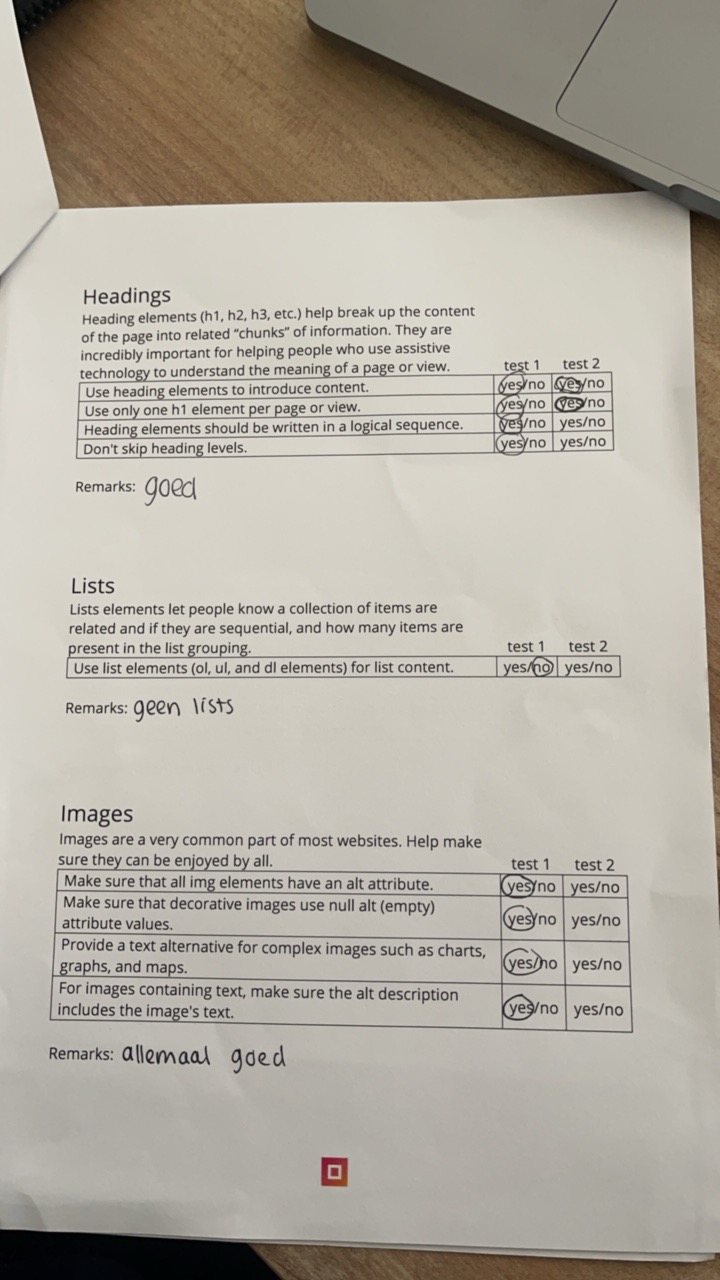 Headings
Heading elements (h1, h2, h3, etc.) help break up the content
of the page into related “chunks” of information. They are
incredibly important for helping people who use assistive
technology to understand the meaning of a page or view. test 1 test 2
Use heading elements to introduce content. yes/no yes/no
Use only one h1 element per page or view. yes/no yes/no
Heading elements should be written in a logical sequence. yes/no yes/no
Don't skip heading levels. yes/no yes/no
Remarks: goed
Lists
Lists elements let people know a collection of items are
related and if they are sequential, and how many items are
present in the list grouping. test 1 test 2
Use list elements (ol, ul, and dl elements) for list content. yes/no yes/no
Remarks: geen lists
Images
Images are a very common part of most websites. Help make
sure they can be enjoyed by all. test 1 test 2
Make sure that all img elements have an alt attribute. yes/no yes/no
Make sure that decorative images use null alt (empty)
attribute values. yes/no yes/no
Provide a text alternative for complex images such as charts,
graphs, and maps. yes/no yes/no
For images containing text, make sure the alt description
includes the image's text. yes/no yes/no
Remarks: allemaal goed